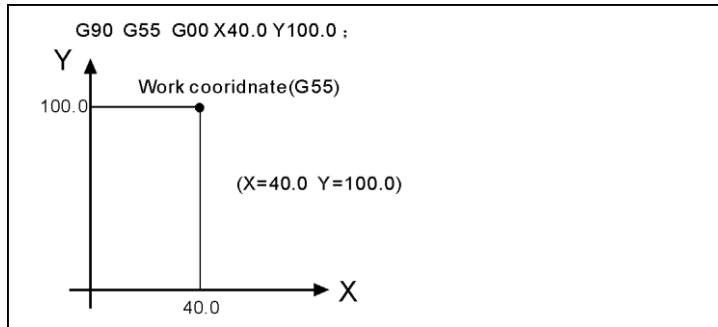 G90 G55 G00 X40.0 Y100.0 ;
Y
Work cooridnate(G55)
100.0
(X=40.0 Y=100.0)
X
40.0